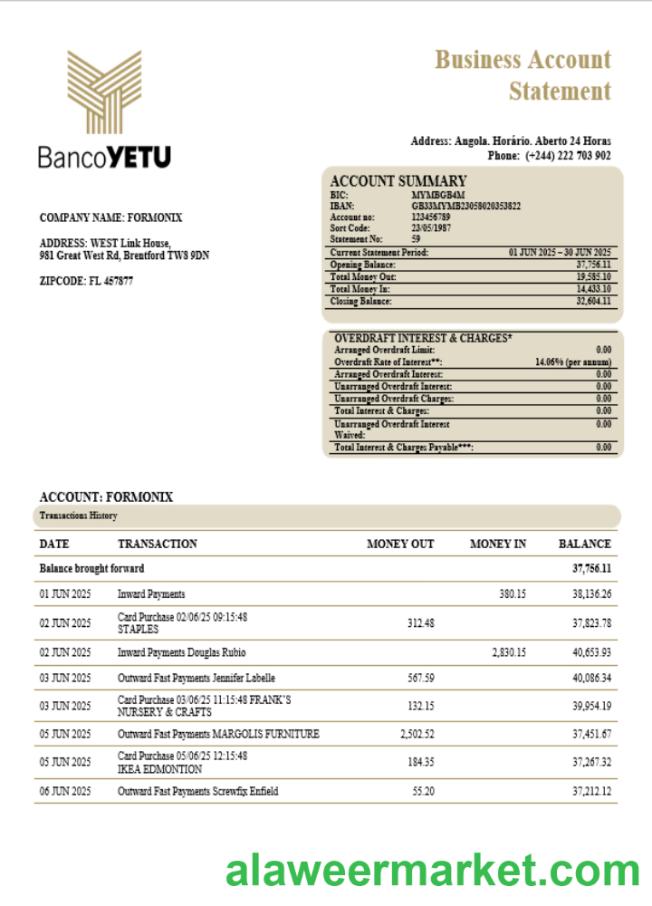 Business Account
Statement
BancoYETU
Address: Angola. Horário. Aberto 24 Horas
Phone: (+244) 222 703 902
COMPANY NAME: FORMONIX
ADDRESS: WEST Link House,
981 Great West Rd, Brentford TW8 9DN
ZIPCODE: FL 457877
ACCOUNT SUMMARY
BIC: MYMBGB4M
IBAN: GB33MYMB23058020353822
Account no: 123456789
Sort Code: 23/05/1987
Statement No: 59
Current Statement Period: 01 JUN 2025 – 30 JUN 2025
Opening Balance: 37,756.11
Total Money Out: 19,585.10
Total Money In: 14,433.10
Closing Balance: 32,604.11
OVERDRAFT INTEREST & CHARGES*
Arranged Overdraft Limit: 0.00
Overdraft Rate of Interest**: 14.06% (per annum)
Arranged Overdraft Interest: 0.00
Unarranged Overdraft Interest: 0.00
Unarranged Overdraft Charges: 0.00
Total Interest & Charges: 0.00
Unarranged Overdraft Interest 0.00
Waived:
Total Interest & Charges Payable***: 0.00
ACCOUNT: FORMONIX
Transactions History
DATE TRANSACTION MONEY OUT MONEY IN BALANCE
Balance brought forward 37,756.11
01 JUN 2025 Inward Payments 380.15 38,136.26
02 JUN 2025 Card Purchase 02/06/25 09:15:48 312.48 37,823.78
STAPLES
02 JUN 2025 Inward Payments Douglas Rubio 2,830.15 40,653.93
03 JUN 2025 Outward Fast Payments Jennifer Labelle 567.59 40,086.34
03 JUN 2025 Card Purchase 03/06/25 11:15:48 FRANK'S 132.15 39,954.19
NURSERY & CRAFTS
05 JUN 2025 Outward Fast Payments MARGOLIS FURNITURE 2,502.52 37,451.67
05 JUN 2025 Card Purchase 05/06/25 12:15:48 184.35 37,267.32
IKEA EDMONTION
06 JUN 2025 Outward Fast Payments Screwfix Enfield 55.20 37,212.12
alaweermarket.com